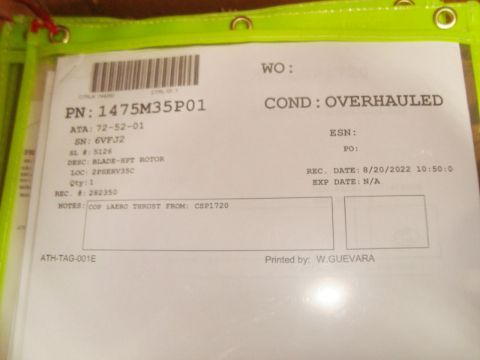 WO:
PN: 1475M35P01
COND: OVERHAULED
ATA: 72-52-01
SN: 6VFJ2
ESN:
SL #: 5126
PO:
DESC: BLADE-HPT ROTOR
LOC: 2PSERV35C
REC. DATE: 8/20/2022 10:50:0
Qty: 1
EXP DATE: N/A
REC. #: 282350
NOTES: COP iAERO THRUST FROM: CSP1720
ATH-TAG-001E
Printed by: W.GUEVARA